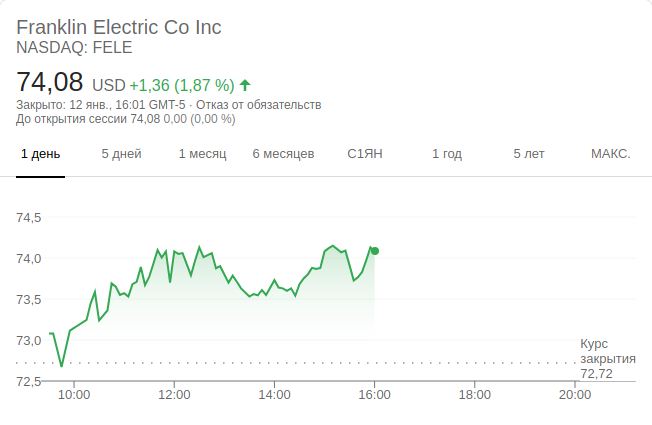 Franklin Electric Co Inc
NASDAQ: FELE
74,08 USD +1,36 (1,87 %)
Закрыто: 12 янв., 16:01 GMT-5 · Отказ от обязательств
До открытия сессии 74,08 0,00 (0,00 %)
1 день 5 дней 1 месяц 6 месяцев С1ЯН 1 год 5 лет МАКС.
74,5
74,0
73,5
73,0
Курс
закрытия
72,72
72,5
10:00 12:00 14:00 16:00 18:00 20:00